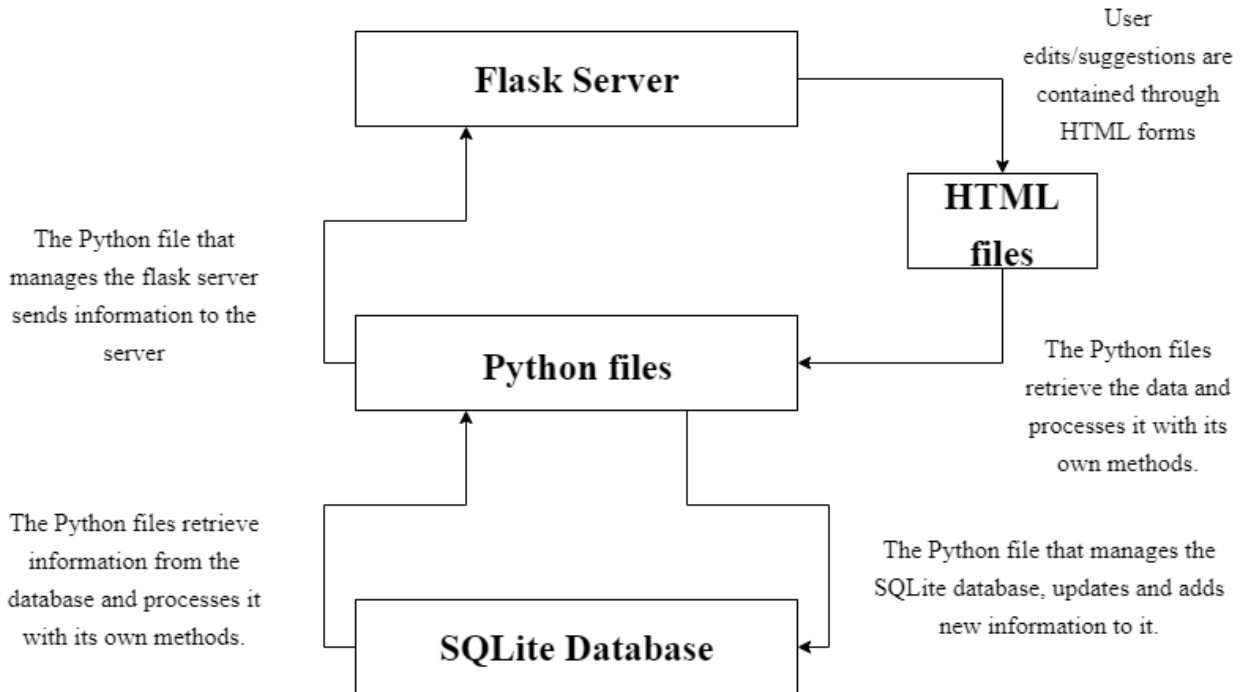 User
edits/suggestions are
contained through
HTML forms
Flask Server
HTML
files
The Python file that
manages the flask server
sends information to the
server
Python files
The Python files
retrieve the data and
processes it with its
own methods.
The Python files retrieve
information from the
database and processes it
with its own methods.
The Python file that manages the
SQLite database, updates and adds
new information to it.
SQLite Database